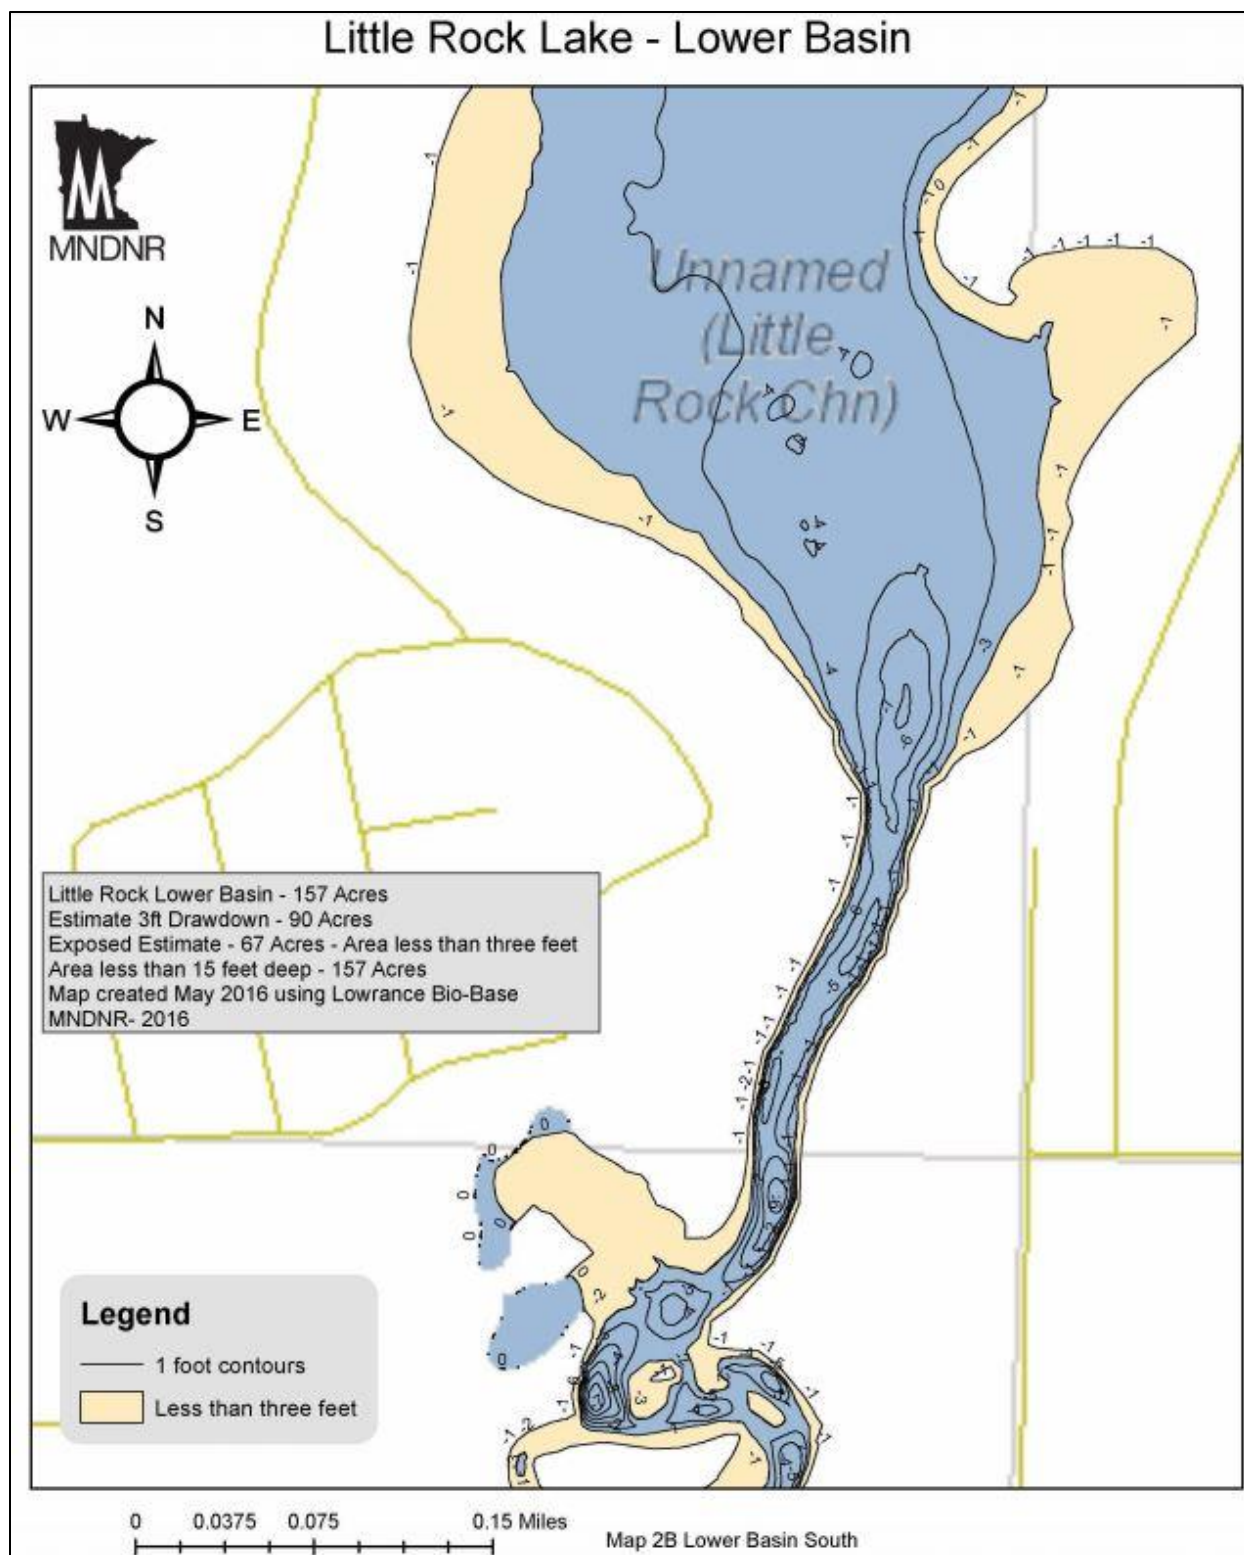 Little Rock Lake - Lower Basin
MNDNR
N
W E
S
Unnamed
(Little
Rock Chn)
Little Rock Lower Basin - 157 Acres
Estimate 3ft Drawdown - 90 Acres
Exposed Estimate - 67 Acres - Area less than three feet
Area less than 15 feet deep - 157 Acres
Map created May 2016 using Lowrance Bio-Base
MNDNR- 2016
Legend
1 foot contours
Less than three feet
0 0.0375 0.075 0.15 Miles
Map 2B Lower Basin South